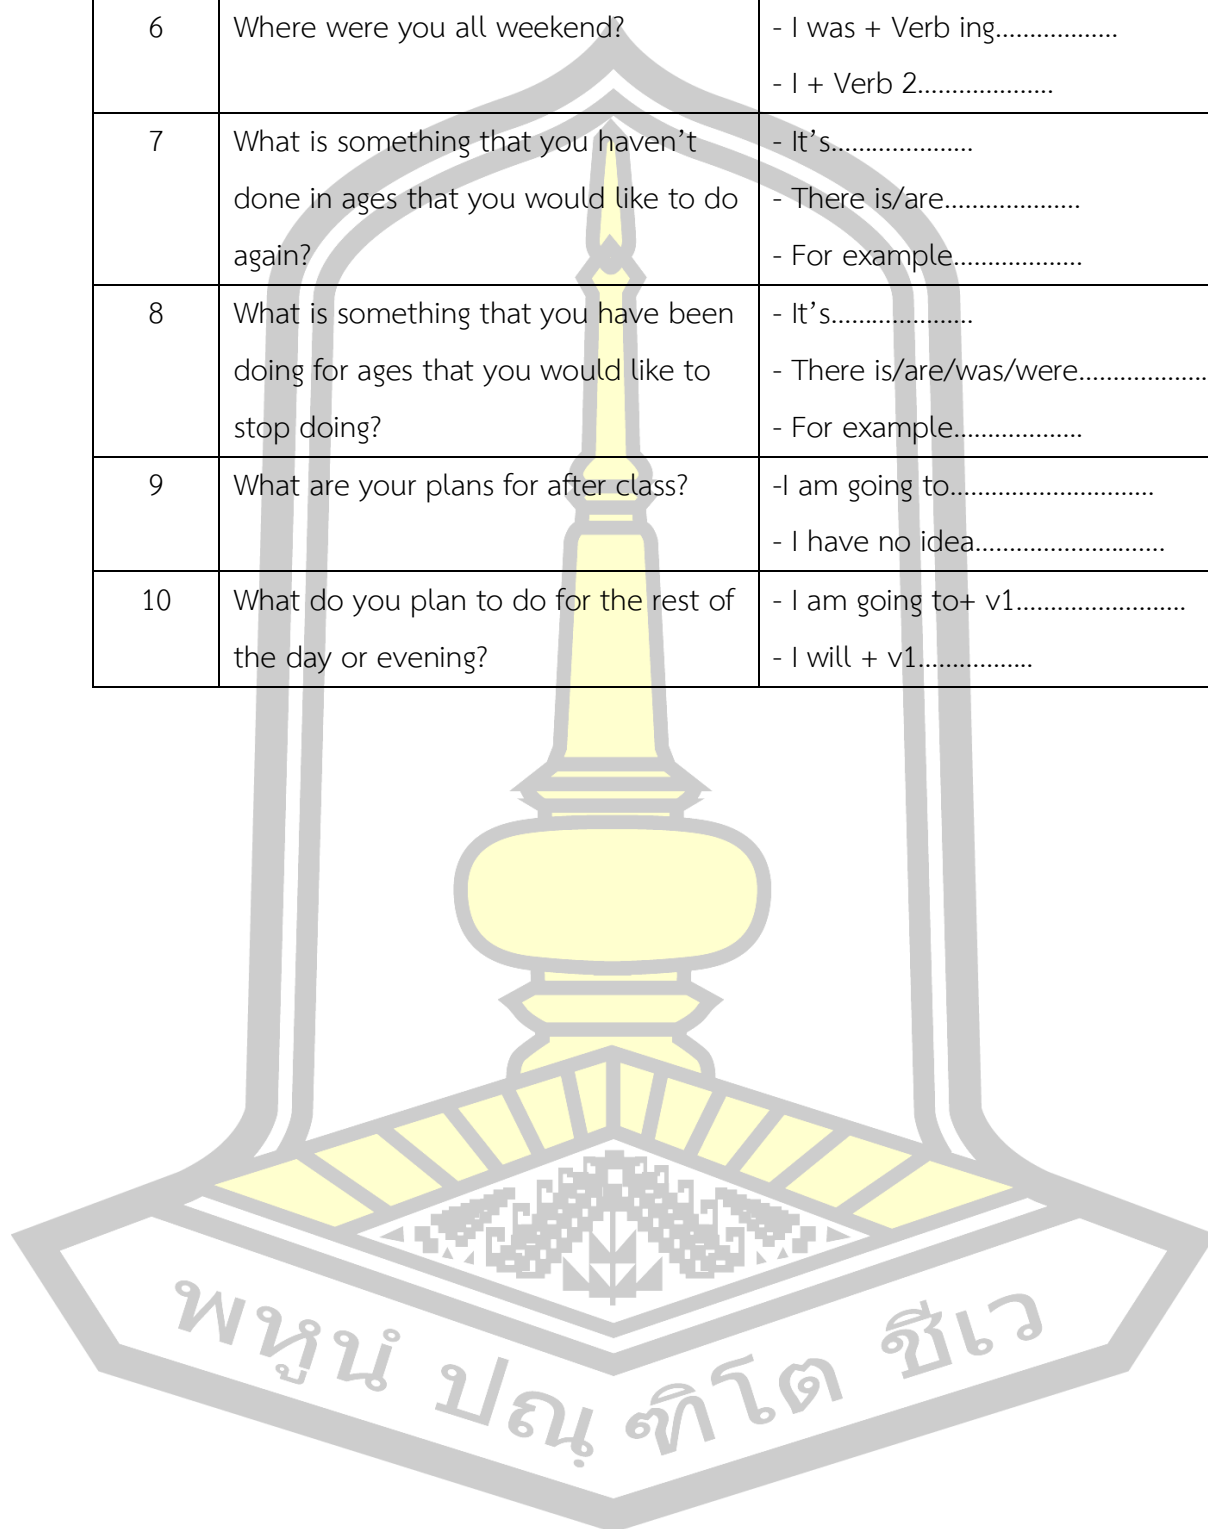 6 Where were you all weekend? - I was + Verb ing..................
- I + Verb 2....................
7 What is something that you haven’t - It’s.....................
done in ages that you would like to do - There is/are....................
again? - For example...................
8 What is something that you have been - It’s.....................
doing for ages that you would like to - There is/are/was/were...................
stop doing? - For example...................
9 What are your plans for after class? -I am going to..............................
- I have no idea............................
10 What do you plan to do for the rest of - I am going to+ v1.........................
the day or evening? - I will + v1.................
พหูนํ ปณฺฑิโต ชีเว